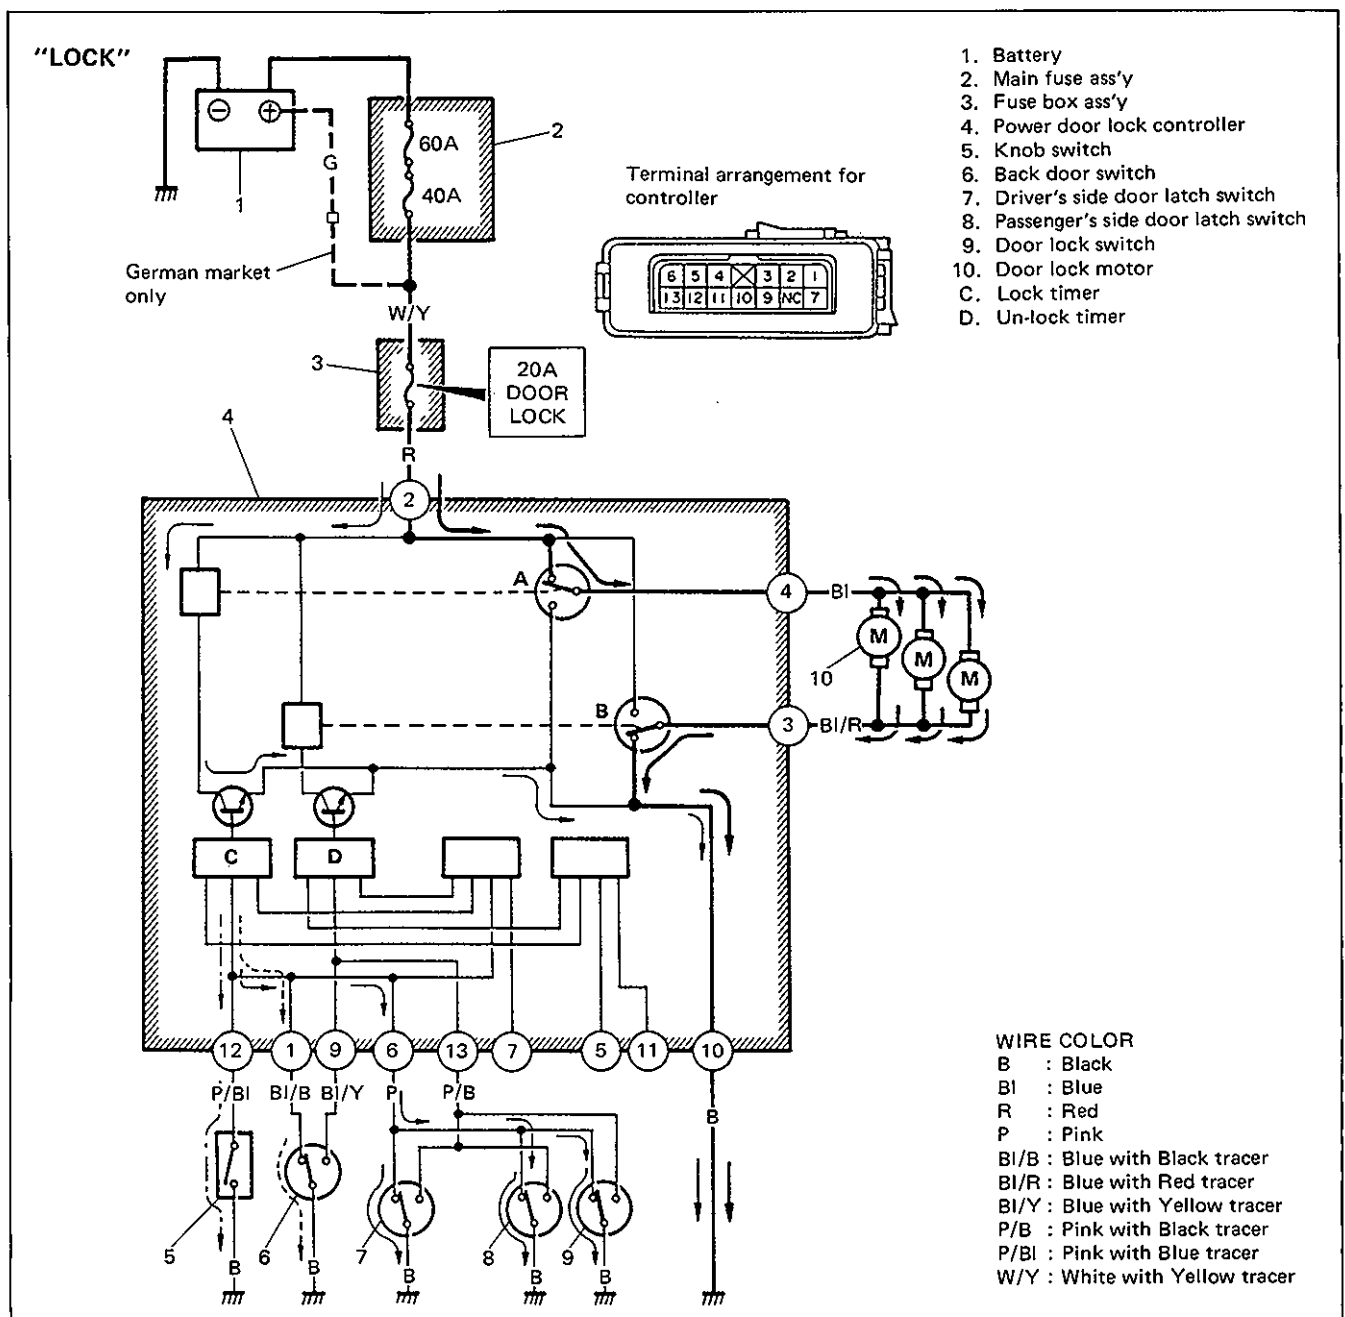 "LOCK"
1. Battery
2. Main fuse ass'y
3. Fuse box ass'y
4. Power door lock controller
5. Knob switch
6. Back door switch
7. Driver's side door latch switch
8. Passenger's side door latch switch
9. Door lock switch
10. Door lock motor
C. Lock timer
D. Un-lock timer
1
60A
40A
2
G
German market
only
W/Y
Terminal arrangement for
controller
6 5 4 3 2 1
13 12 11 10 9 NC 7
3
20A
DOOR
LOCK
R
4
2
A
4
Bl
M
M
M
10
B
3
Bl/R
C
D
12 1 9 6 13 7 5 11 10
P/Bl Bl/B Bl/Y P P/B
B
5 6 7 8 9
B B B B B
WIRE COLOR
B : Black
Bl : Blue
R : Red
P : Pink
Bl/B : Blue with Black tracer
Bl/R : Blue with Red tracer
Bl/Y : Blue with Yellow tracer
P/B : Pink with Black tracer
P/Bl : Pink with Blue tracer
W/Y : White with Yellow tracer